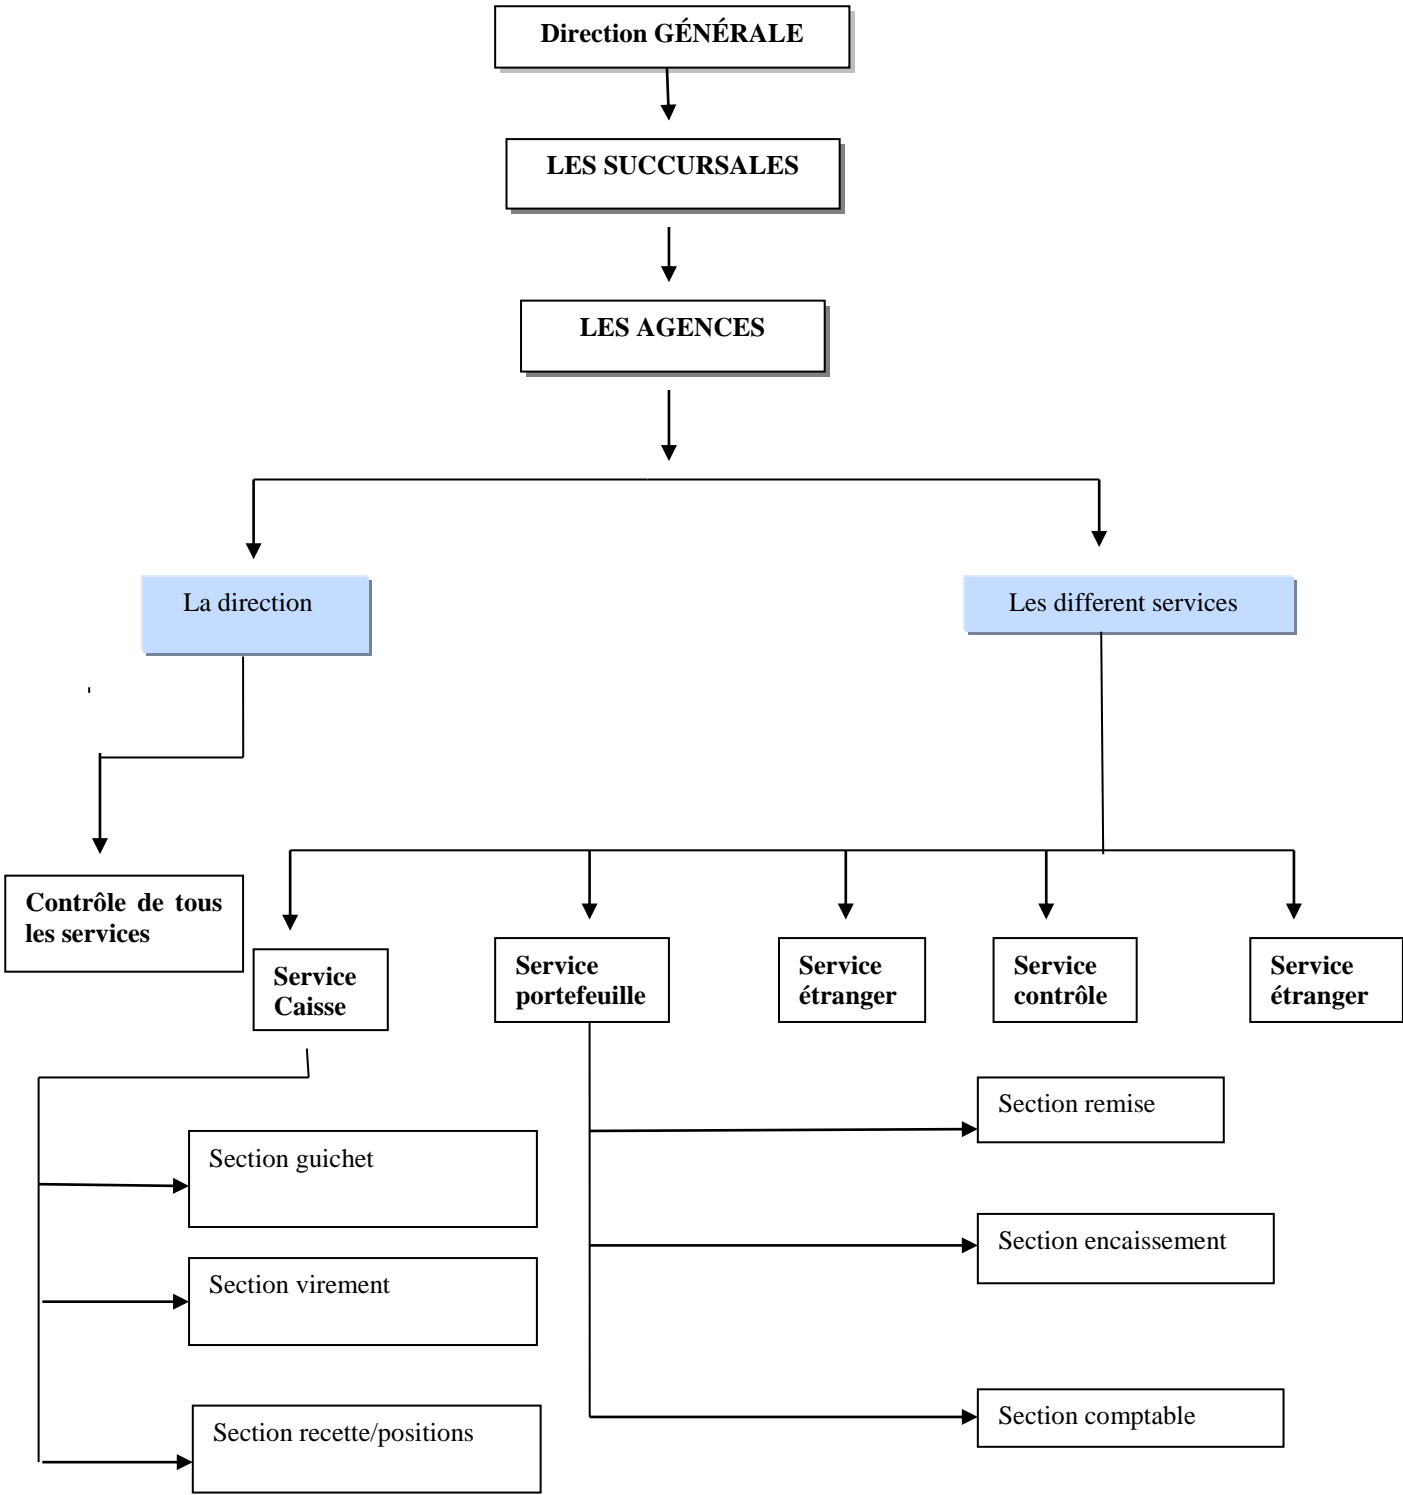 Direction GÉNÉRALE
LES SUCCURSALES
LES AGENCES
La direction
Les different services
Contrôle de tous
les services
Service
Caisse
Service
portefeuille
Service
étranger
Service
contrôle
Service
étranger
Section guichet
Section virement
Section recette/positions
Section remise
Section encaissement
Section comptable